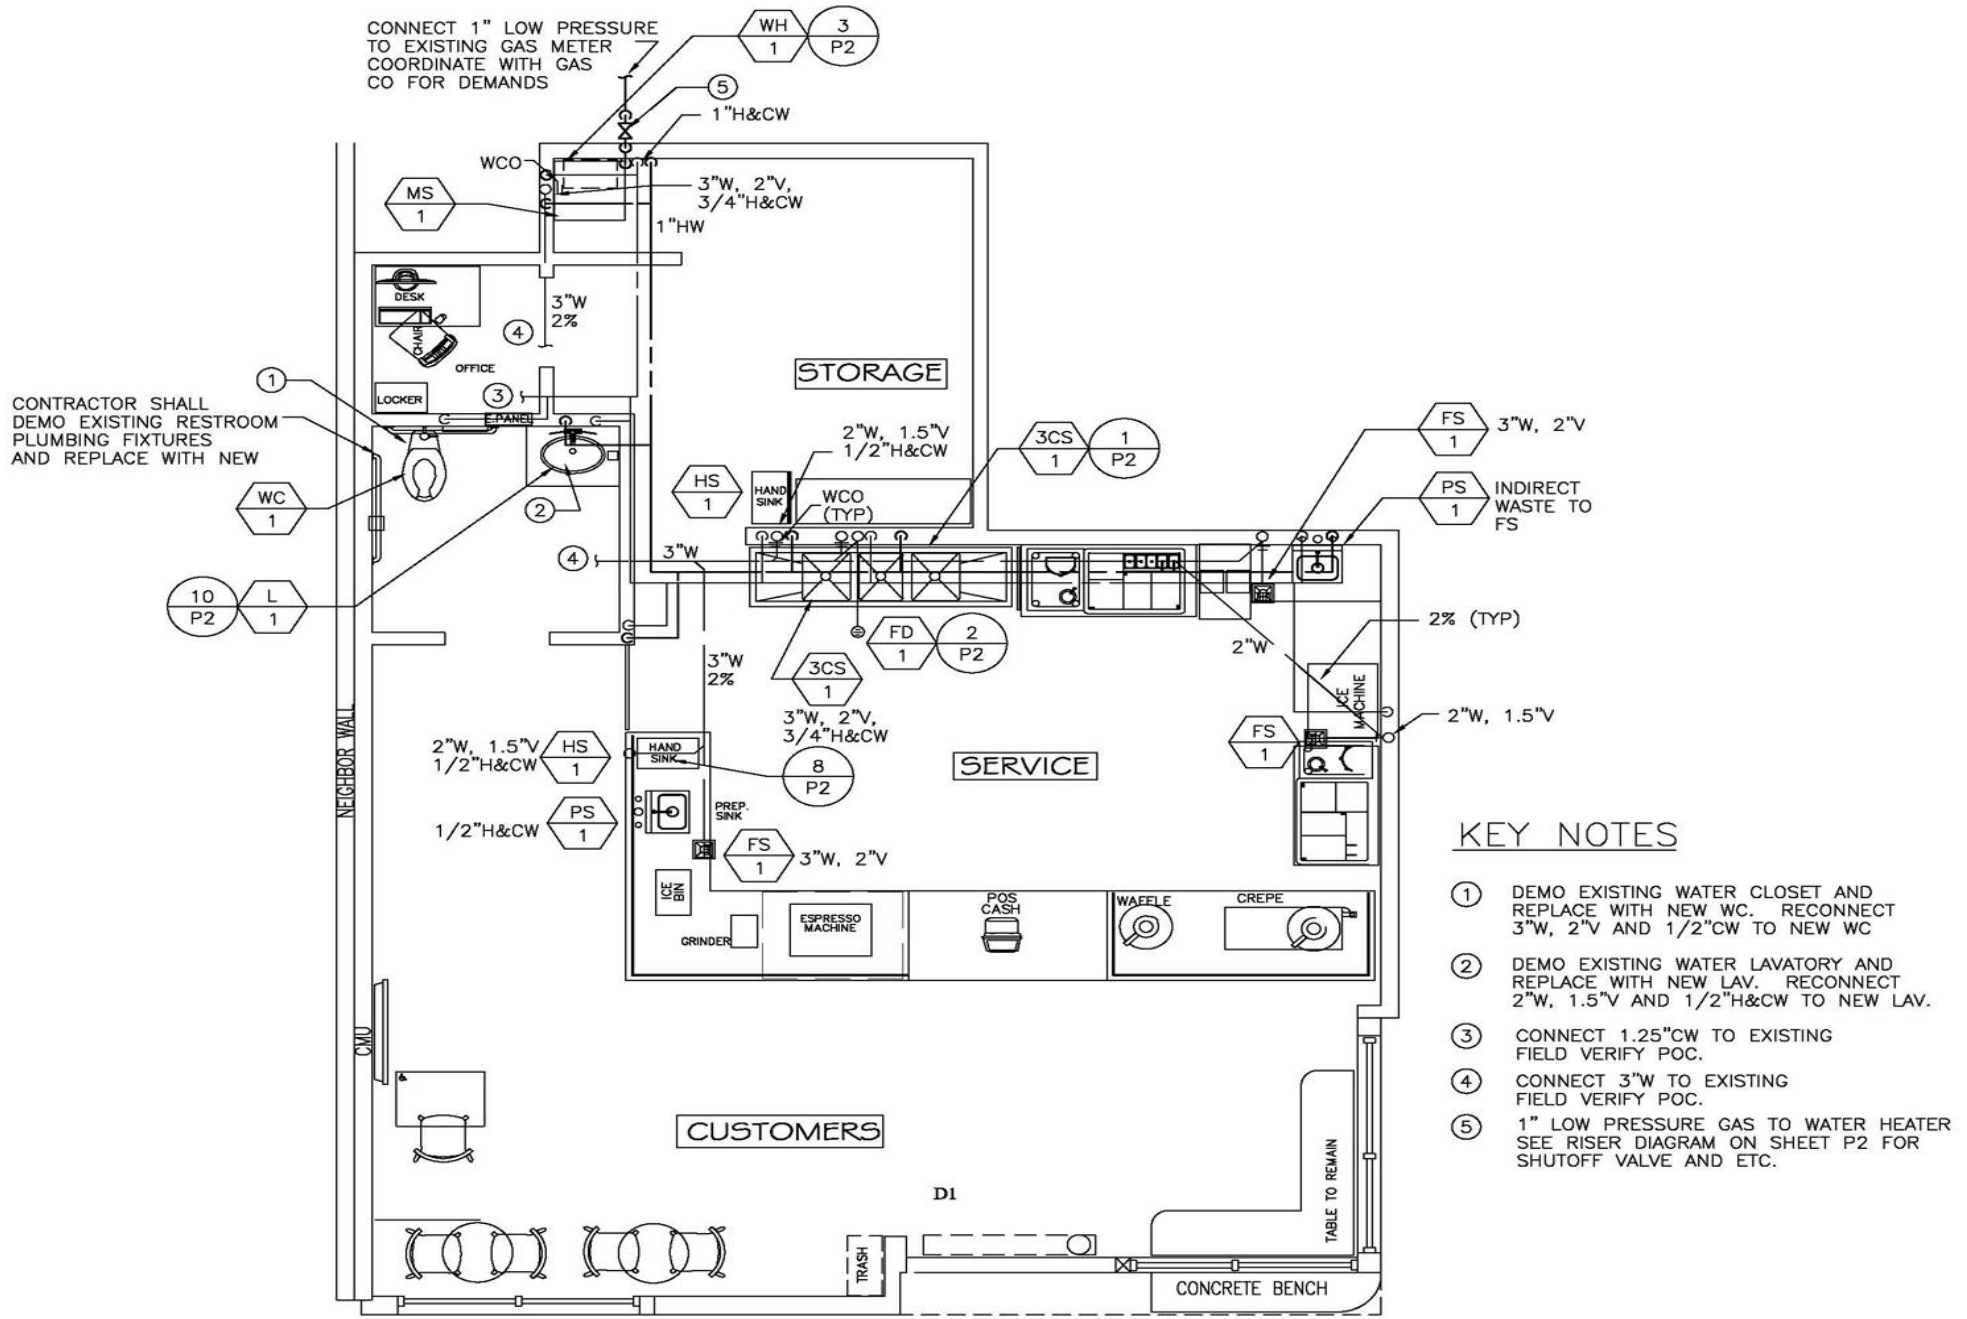 CONNECT 1" LOW PRESSURE
TO EXISTING GAS METER
COORDINATE WITH GAS
CO FOR DEMANDS
WH
1
3
P2
5
1"H&CW
WCO
MS
1
3"W, 2"V,
3/4"H&CW
1"HW
DESK
CHAIR
OFFICE
LOCKER
3"W
2%
4
3
E.PANEL
STORAGE
1
CONTRACTOR SHALL
DEMO EXISTING RESTROOM
PLUMBING FIXTURES
AND REPLACE WITH NEW
WC
1
2
10
P2
L
1
4
3"W
HS
1
HAND
SINK
2"W, 1.5"V
1/2"H&CW
WCO
(TYP)
3CS
1
1
P2
FS
1
3"W, 2"V
PS
1
INDIRECT
WASTE TO
FS
2% (TYP)
2"W
ICE
MACHINE
2"W, 1.5"V
FS
1
FD
1
2
P2
3CS
1
3"W, 2"V,
3/4"H&CW
3"W
2%
8
P2
SERVICE
2"W, 1.5"V
1/2"H&CW
HS
1
HAND
SINK
1/2"H&CW
PS
1
PREP.
SINK
FS
1
3"W, 2"V
ICE
BIN
GRINDER
ESPRESSO
MACHINE
POS
CASH
WAFFLE
CREPE
NEIGHBOR WALL
CMU
CUSTOMERS
D1
TRASH
TABLE TO REMAIN
CONCRETE BENCH
KEY NOTES
1 DEMO EXISTING WATER CLOSET AND
REPLACE WITH NEW WC. RECONNECT
3"W, 2"V AND 1/2"CW TO NEW WC
2 DEMO EXISTING WATER LAVATORY AND
REPLACE WITH NEW LAV. RECONNECT
2"W, 1.5"V AND 1/2"H&CW TO NEW LAV.
3 CONNECT 1.25"CW TO EXISTING
FIELD VERIFY POC.
4 CONNECT 3"W TO EXISTING
FIELD VERIFY POC.
5 1" LOW PRESSURE GAS TO WATER HEATER
SEE RISER DIAGRAM ON SHEET P2 FOR
SHUTOFF VALVE AND ETC.